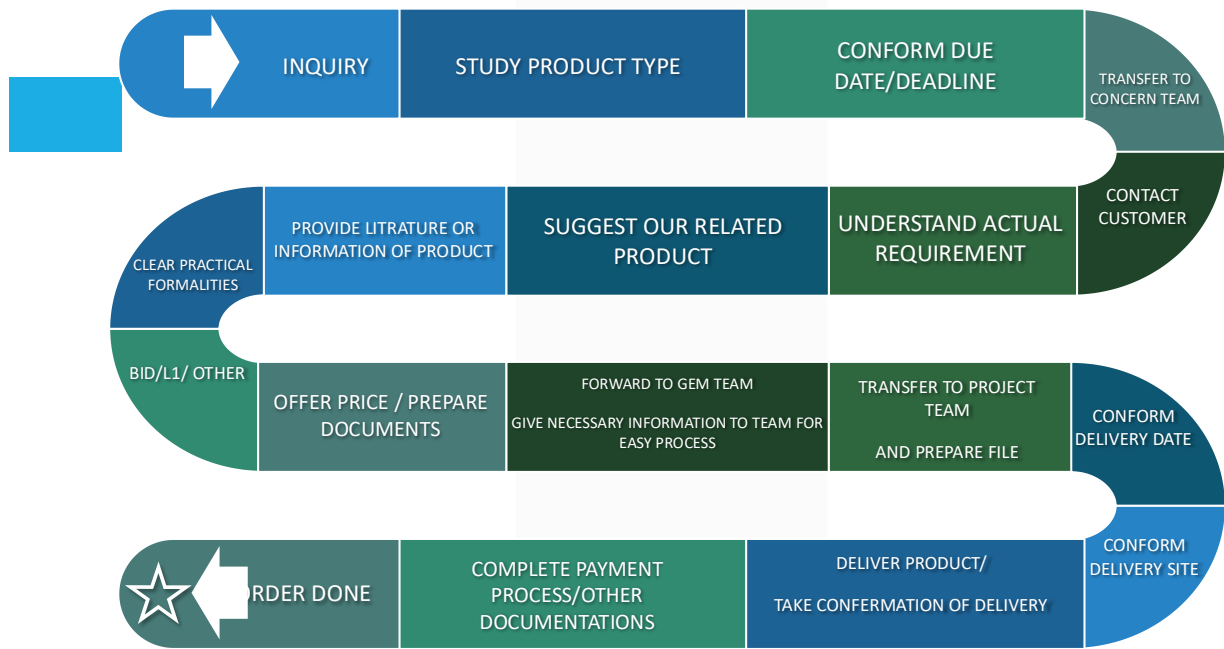 INQUIRY
STUDY PRODUCT TYPE
CONFORM DUE
DATE/DEADLINE
TRANSFER TO
CONCERN TEAM
CONTACT
CUSTOMER
UNDERSTAND ACTUAL
REQUIREMENT
SUGGEST OUR RELATED
PRODUCT
PROVIDE LITRATURE OR
INFORMATION OF PRODUCT
CLEAR PRACTICAL
FORMALITIES
BID/L1/ OTHER
OFFER PRICE / PREPARE
DOCUMENTS
FORWARD TO GEM TEAM
GIVE NECESSARY INFORMATION TO TEAM FOR
EASY PROCESS
TRANSFER TO PROJECT
TEAM
AND PREPARE FILE
CONFORM
DELIVERY DATE
CONFORM
DELIVERY SITE
DELIVER PRODUCT/
TAKE CONFERMATION OF DELIVERY
COMPLETE PAYMENT
PROCESS/OTHER
DOCUMENTATIONS
ORDER DONE